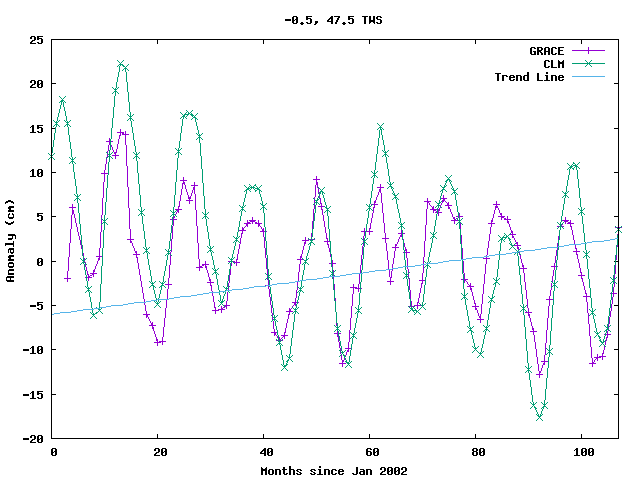 -0.5, 47.5 TWS
GRACE
CLM
Trend Line
25
20
15
10
5
0
-5
-10
-15
-20
Anomaly (cm)
0 20 40 60 80 100
Months since Jan 2002